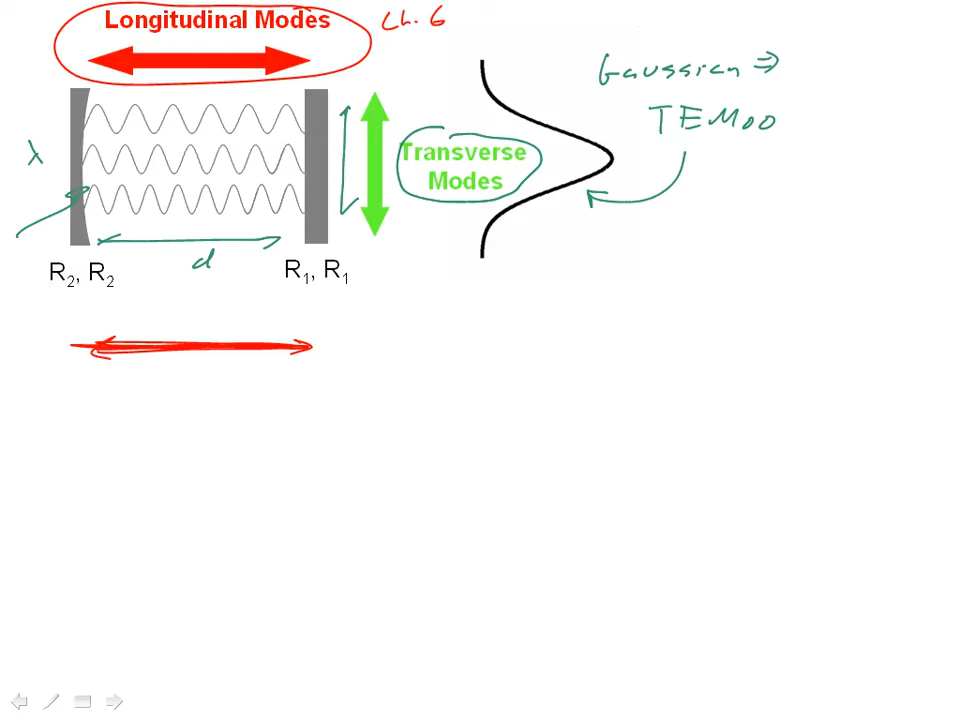 Longitudinal Modes
Ch. 6
Gaussian ⇒
TEM₀₀
Transverse
Modes
λ
d
R₂, R₂
R₁, R₁